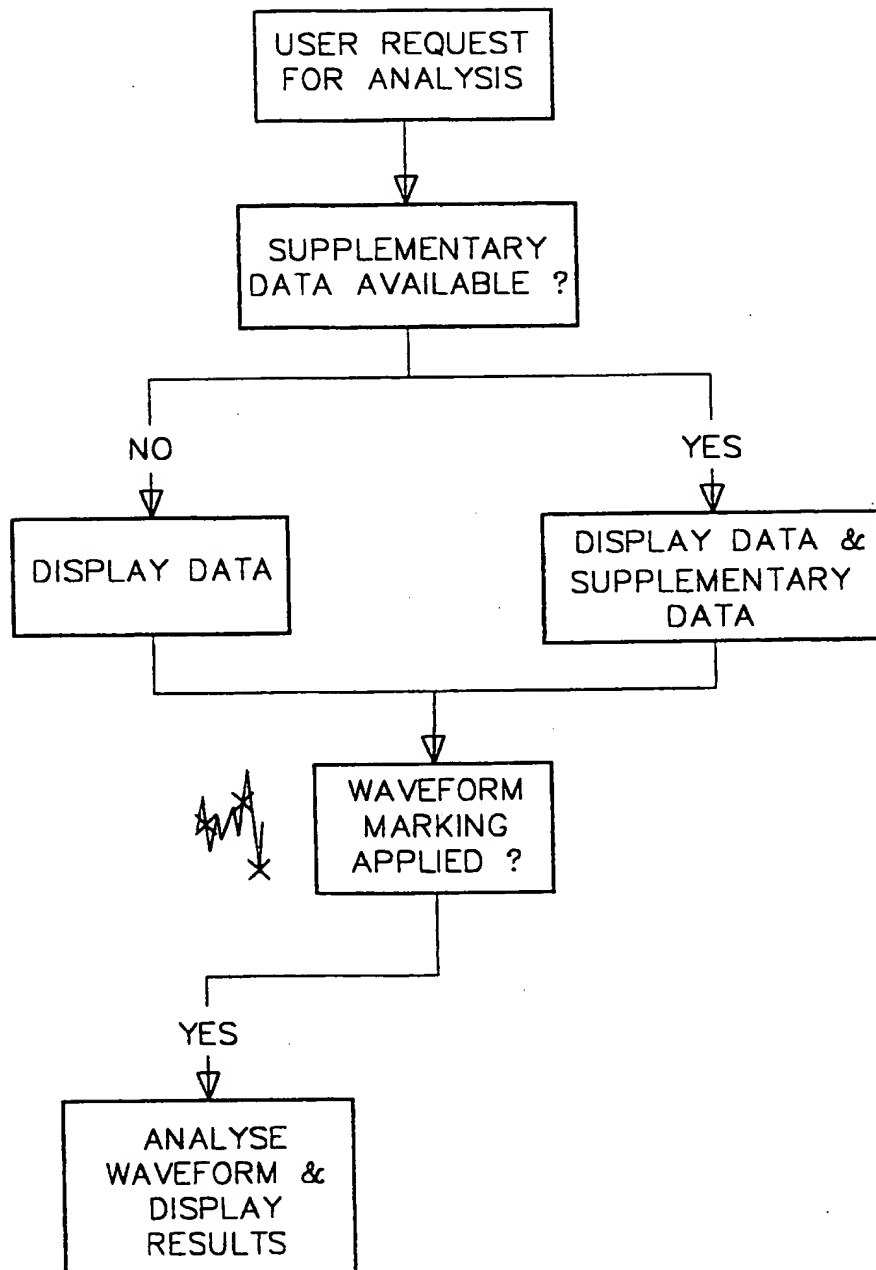 USER REQUEST
FOR ANALYSIS
SUPPLEMENTARY
DATA AVAILABLE ?
NO
YES
DISPLAY DATA
DISPLAY DATA &
SUPPLEMENTARY
DATA
WAVEFORM
MARKING
APPLIED ?
YES
ANALYSE
WAVEFORM &
DISPLAY
RESULTS